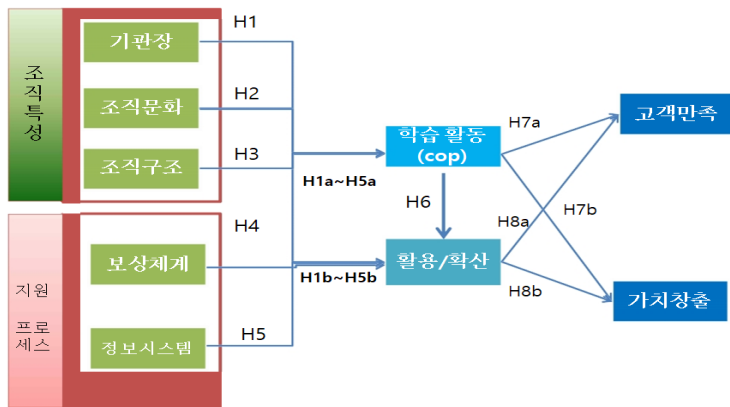 조직특성
기관장
H1
조직문화
H2
조직구조
H3
H1a~H5a
학습 활동
(cop)
H7a
고객만족
H6
H8a
H7b
지원
프로
세스
보상체계
H4
H1b~H5b
활용/확산
H8b
가치창출
정보시스템
H5